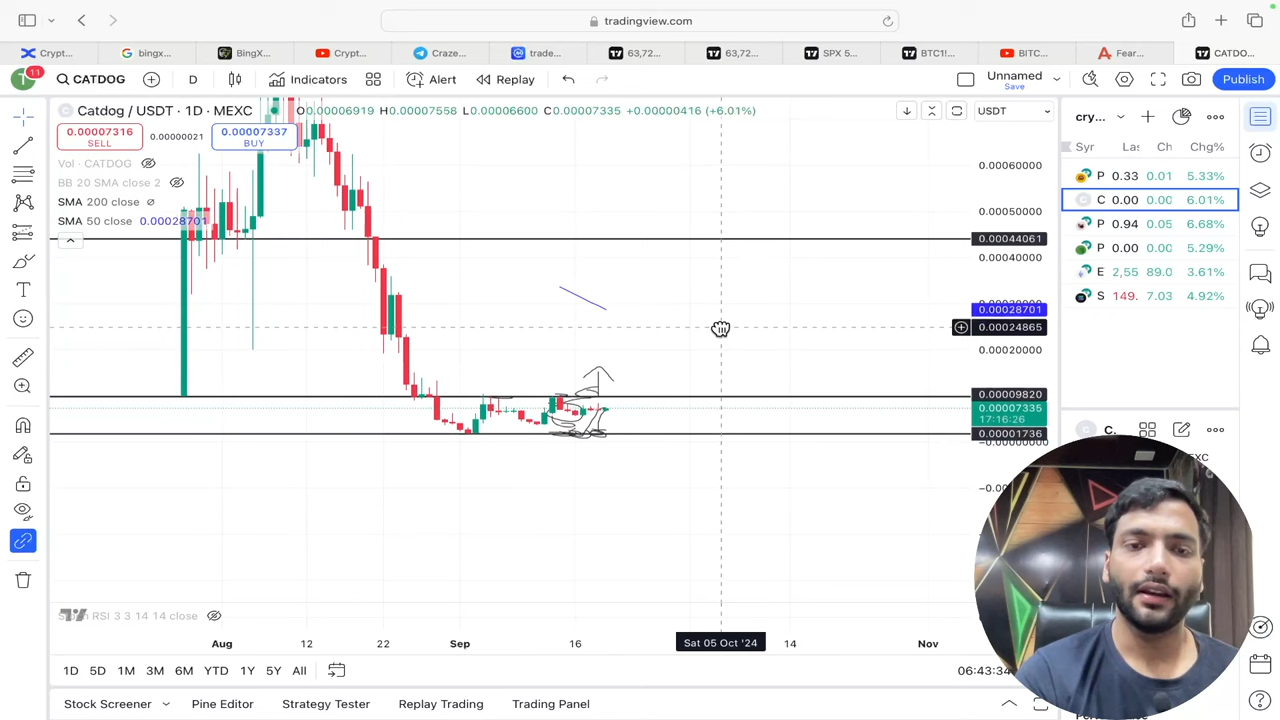 tradingview.com
Crypt...
bingx...
BingX...
Crypt...
Craze...
trade...
63,72...
63,72...
SPX 5...
BTC1!...
BITC...
Fear...
CATDO...
11
CATDOG
D
Indicators
Alert
Replay
Unnamed
Save
Publish
Catdog / USDT · 1D · MEXC
O0.00006919 H0.00007558 L0.00006600 C0.00007335 +0.00000416 (+6.01%)
USDT
0.00007316
SELL
0.00000021
0.00007337
BUY
Vol · CATDOG
BB 20 SMA close 2
SMA 200 close ∅
SMA 50 close 0.00028701
0.00060000
0.00050000
0.00044061
0.00040000
0.00028701
0.00024865
0.00020000
0.00009820
0.00007335
17:16:26
0.00001736
−0.00000000
cry...
Syr Las Ch Chg%
P 0.33 0.01 5.33%
C 0.00 0.00 6.01%
P 0.94 0.05 6.68%
P 0.00 0.00 5.29%
E 2,55 89.0 3.61%
S 149. 7.03 4.92%
C.
RSI 3 3 14 14 close
Aug
12
22
Sep
16
Sat 05 Oct '24
14
Nov
1D
5D
1M
3M
6M
YTD
1Y
5Y
All
06:43:34
Stock Screener
Pine Editor
Strategy Tester
Replay Trading
Trading Panel